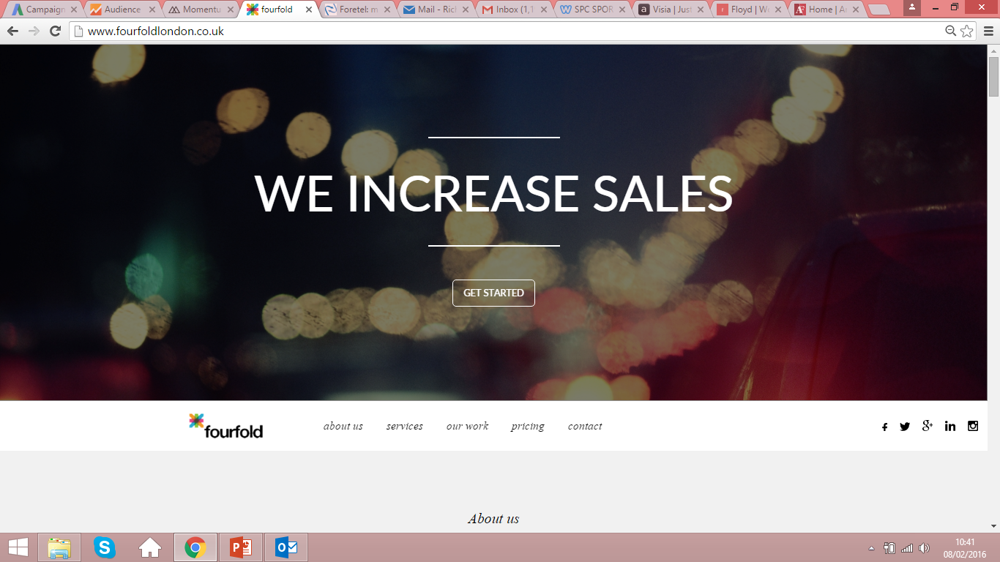 Campaign Audience Momentu fourfold Foretek m Mail - Rich Inbox (1,1 SPC SPOR Visia | Just Floyd | W Home | A
www.fourfoldlondon.co.uk
WE INCREASE SALES
GET STARTED
fourfold about us services our work pricing contact
About us
10:41
08/02/2016